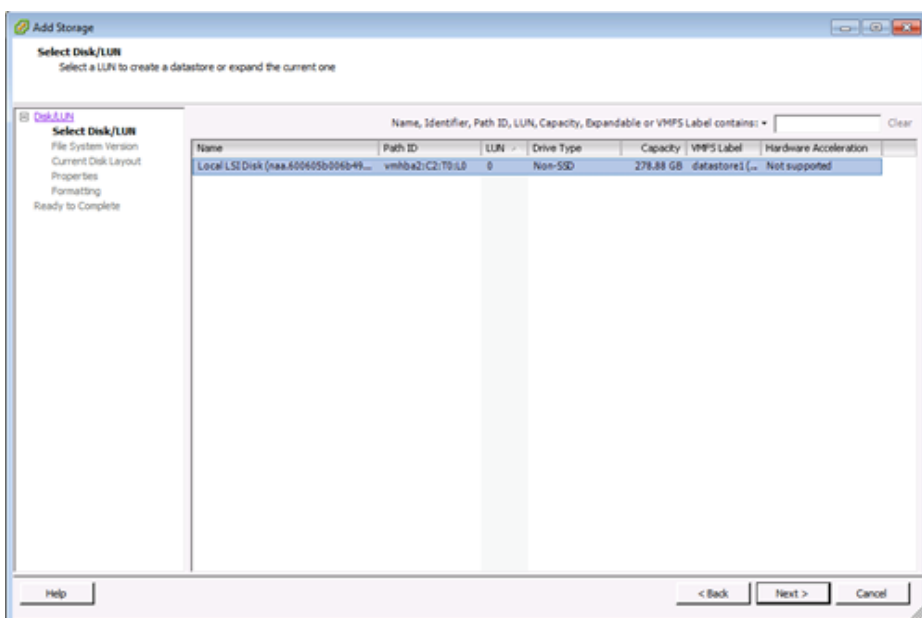 Add Storage
Select Disk/LUN
Select a LUN to create a datastore or expand the current one
Disk/LUN
Select Disk/LUN
File System Version
Current Disk Layout
Properties
Formatting
Ready to Complete
Name, Identifier, Path ID, LUN, Capacity, Expandable or VMFS Label contains: Clear
Name Path ID LUN Drive Type Capacity VMFS Label Hardware Acceleration
Local LSI Disk (naa.600605b006b49... vmhba2:C2:T0:L0 0 Non-SSD 278.88 GB datastore1 (... Not supported
Help < Back Next > Cancel